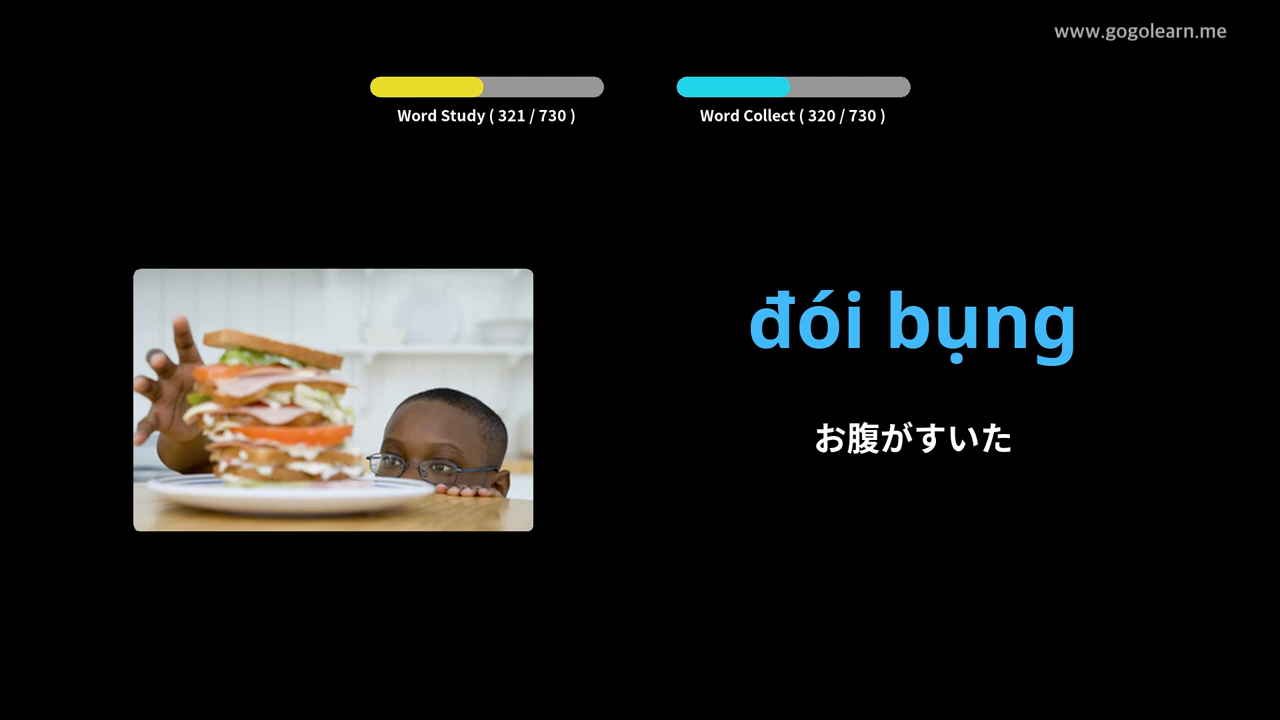 www.gogolearn.me
Word Study ( 321 / 730 )
Word Collect ( 320 / 730 )
đói bụng
お腹がすいた